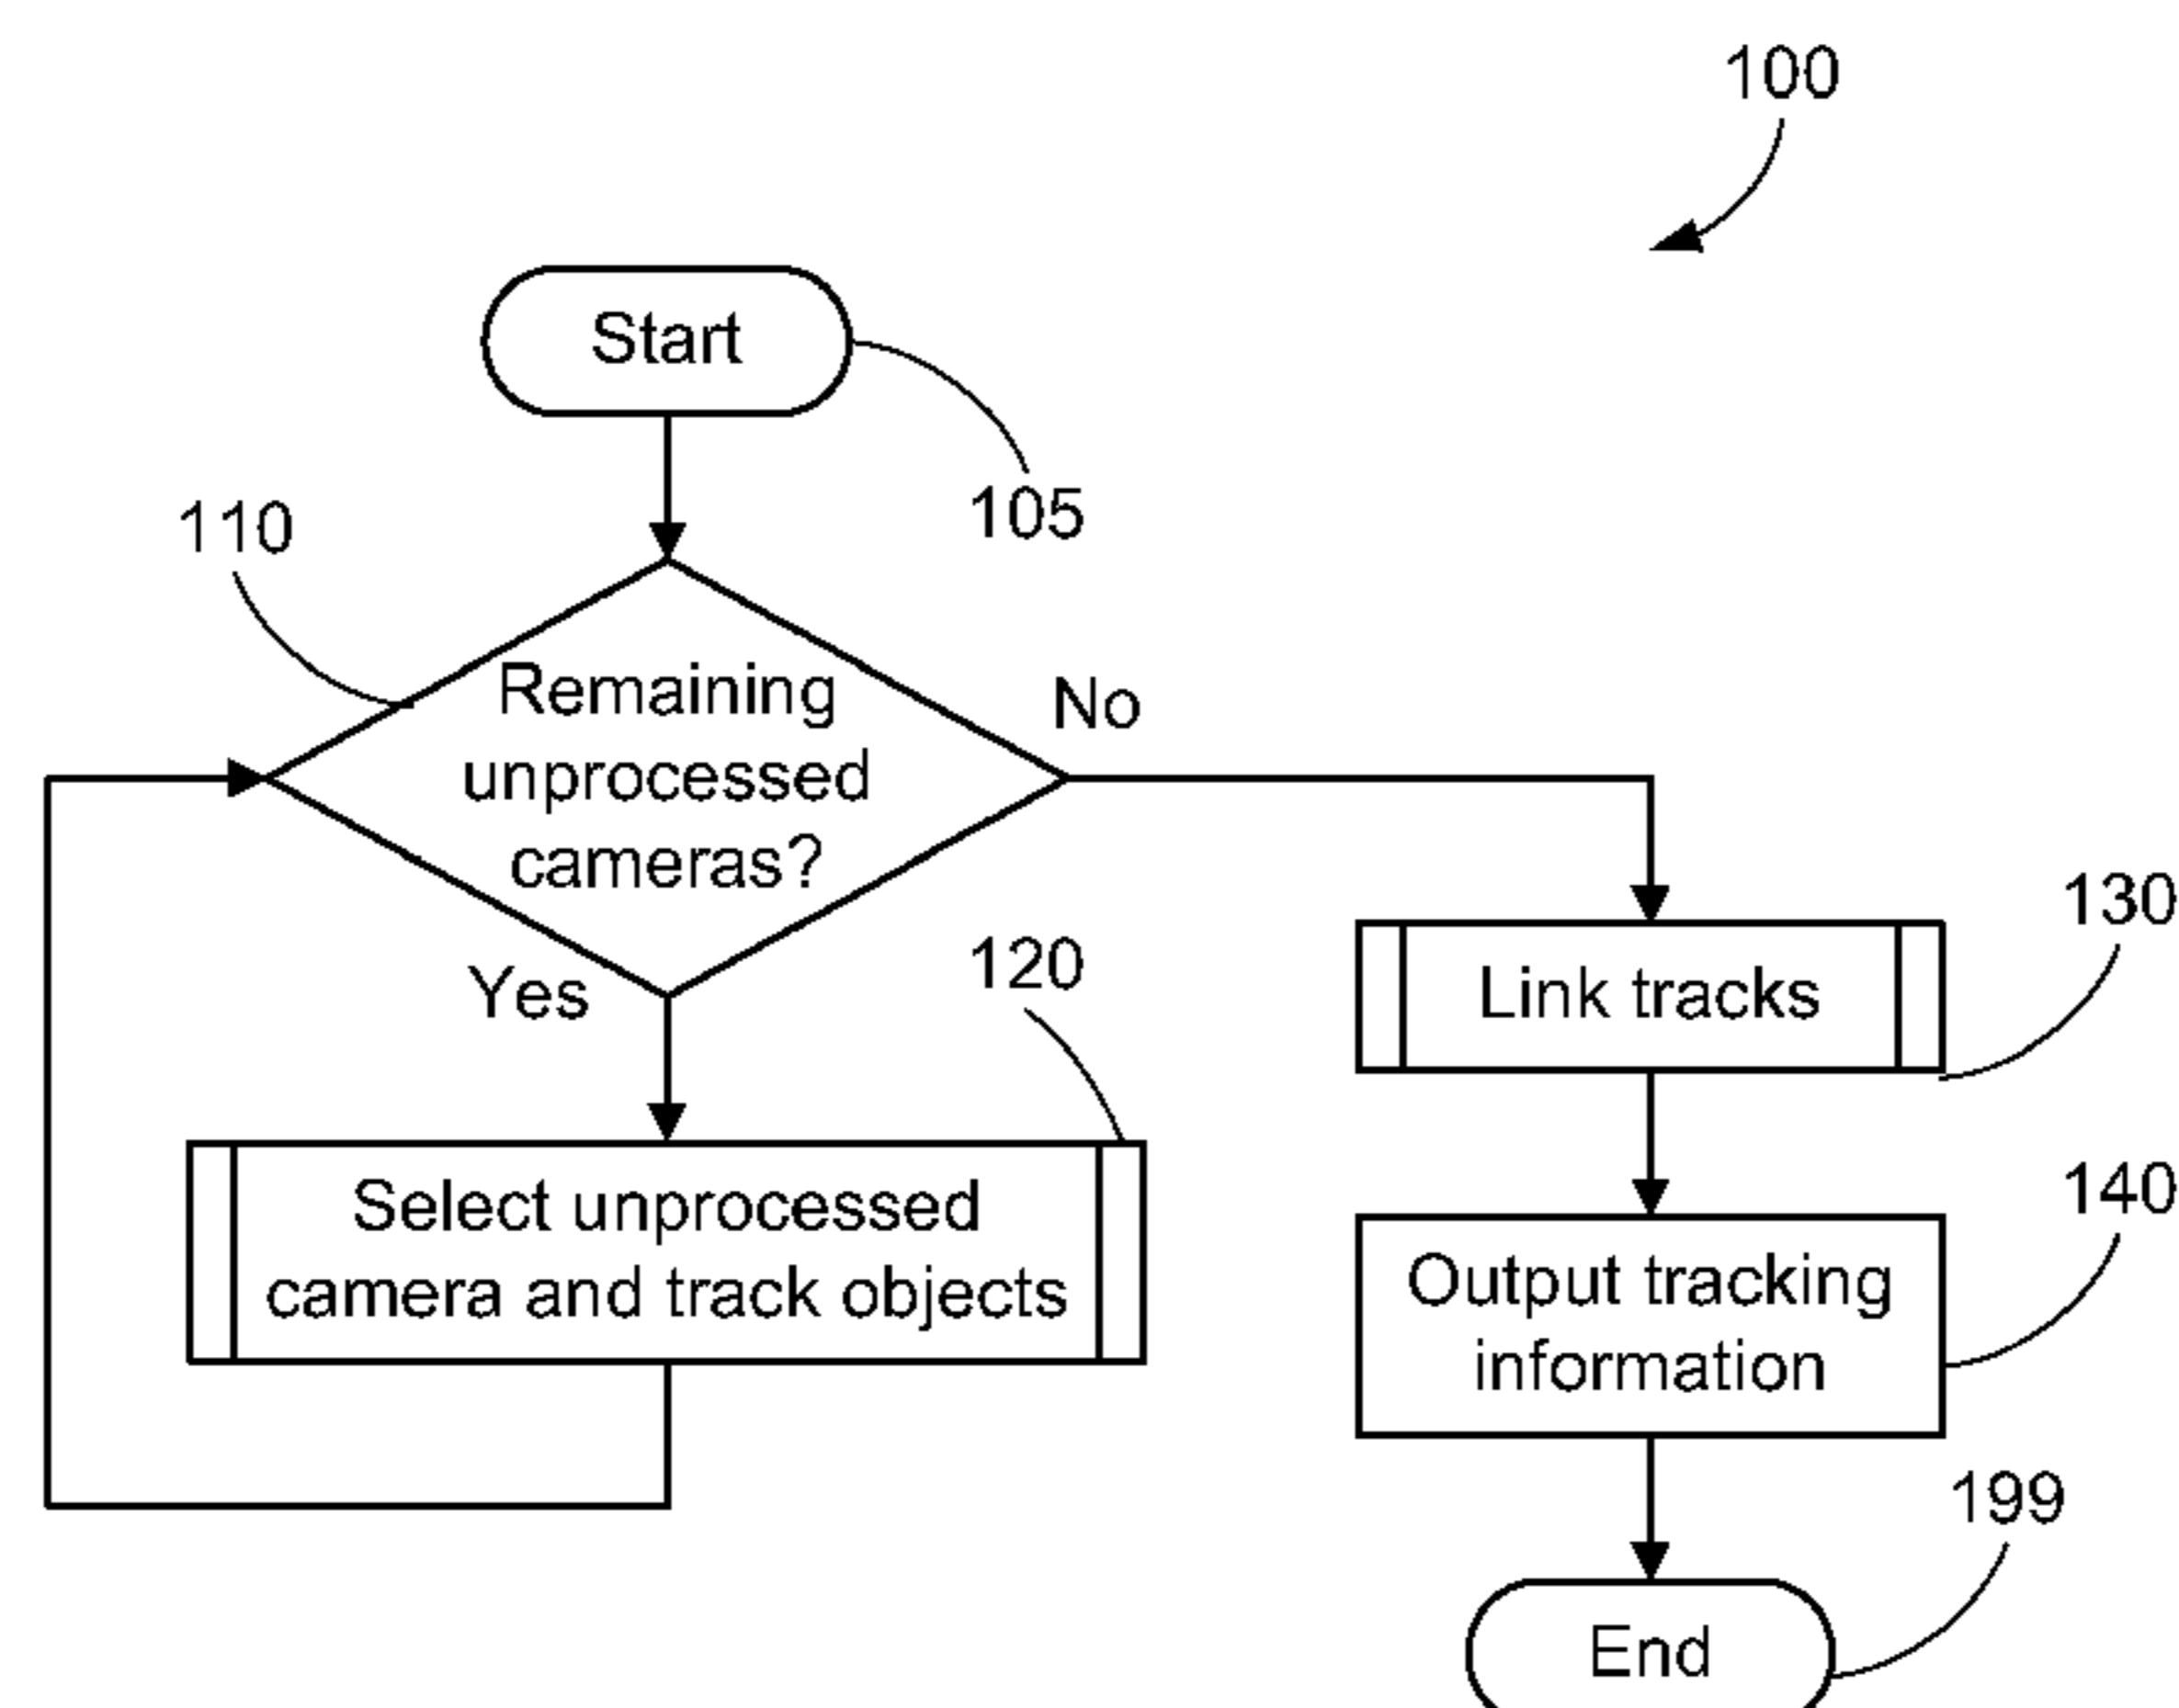 100
Start
105
110
Remaining
unprocessed
cameras?
No
Yes
120
Select unprocessed
camera and track objects
130
Link tracks
140
Output tracking
information
199
End